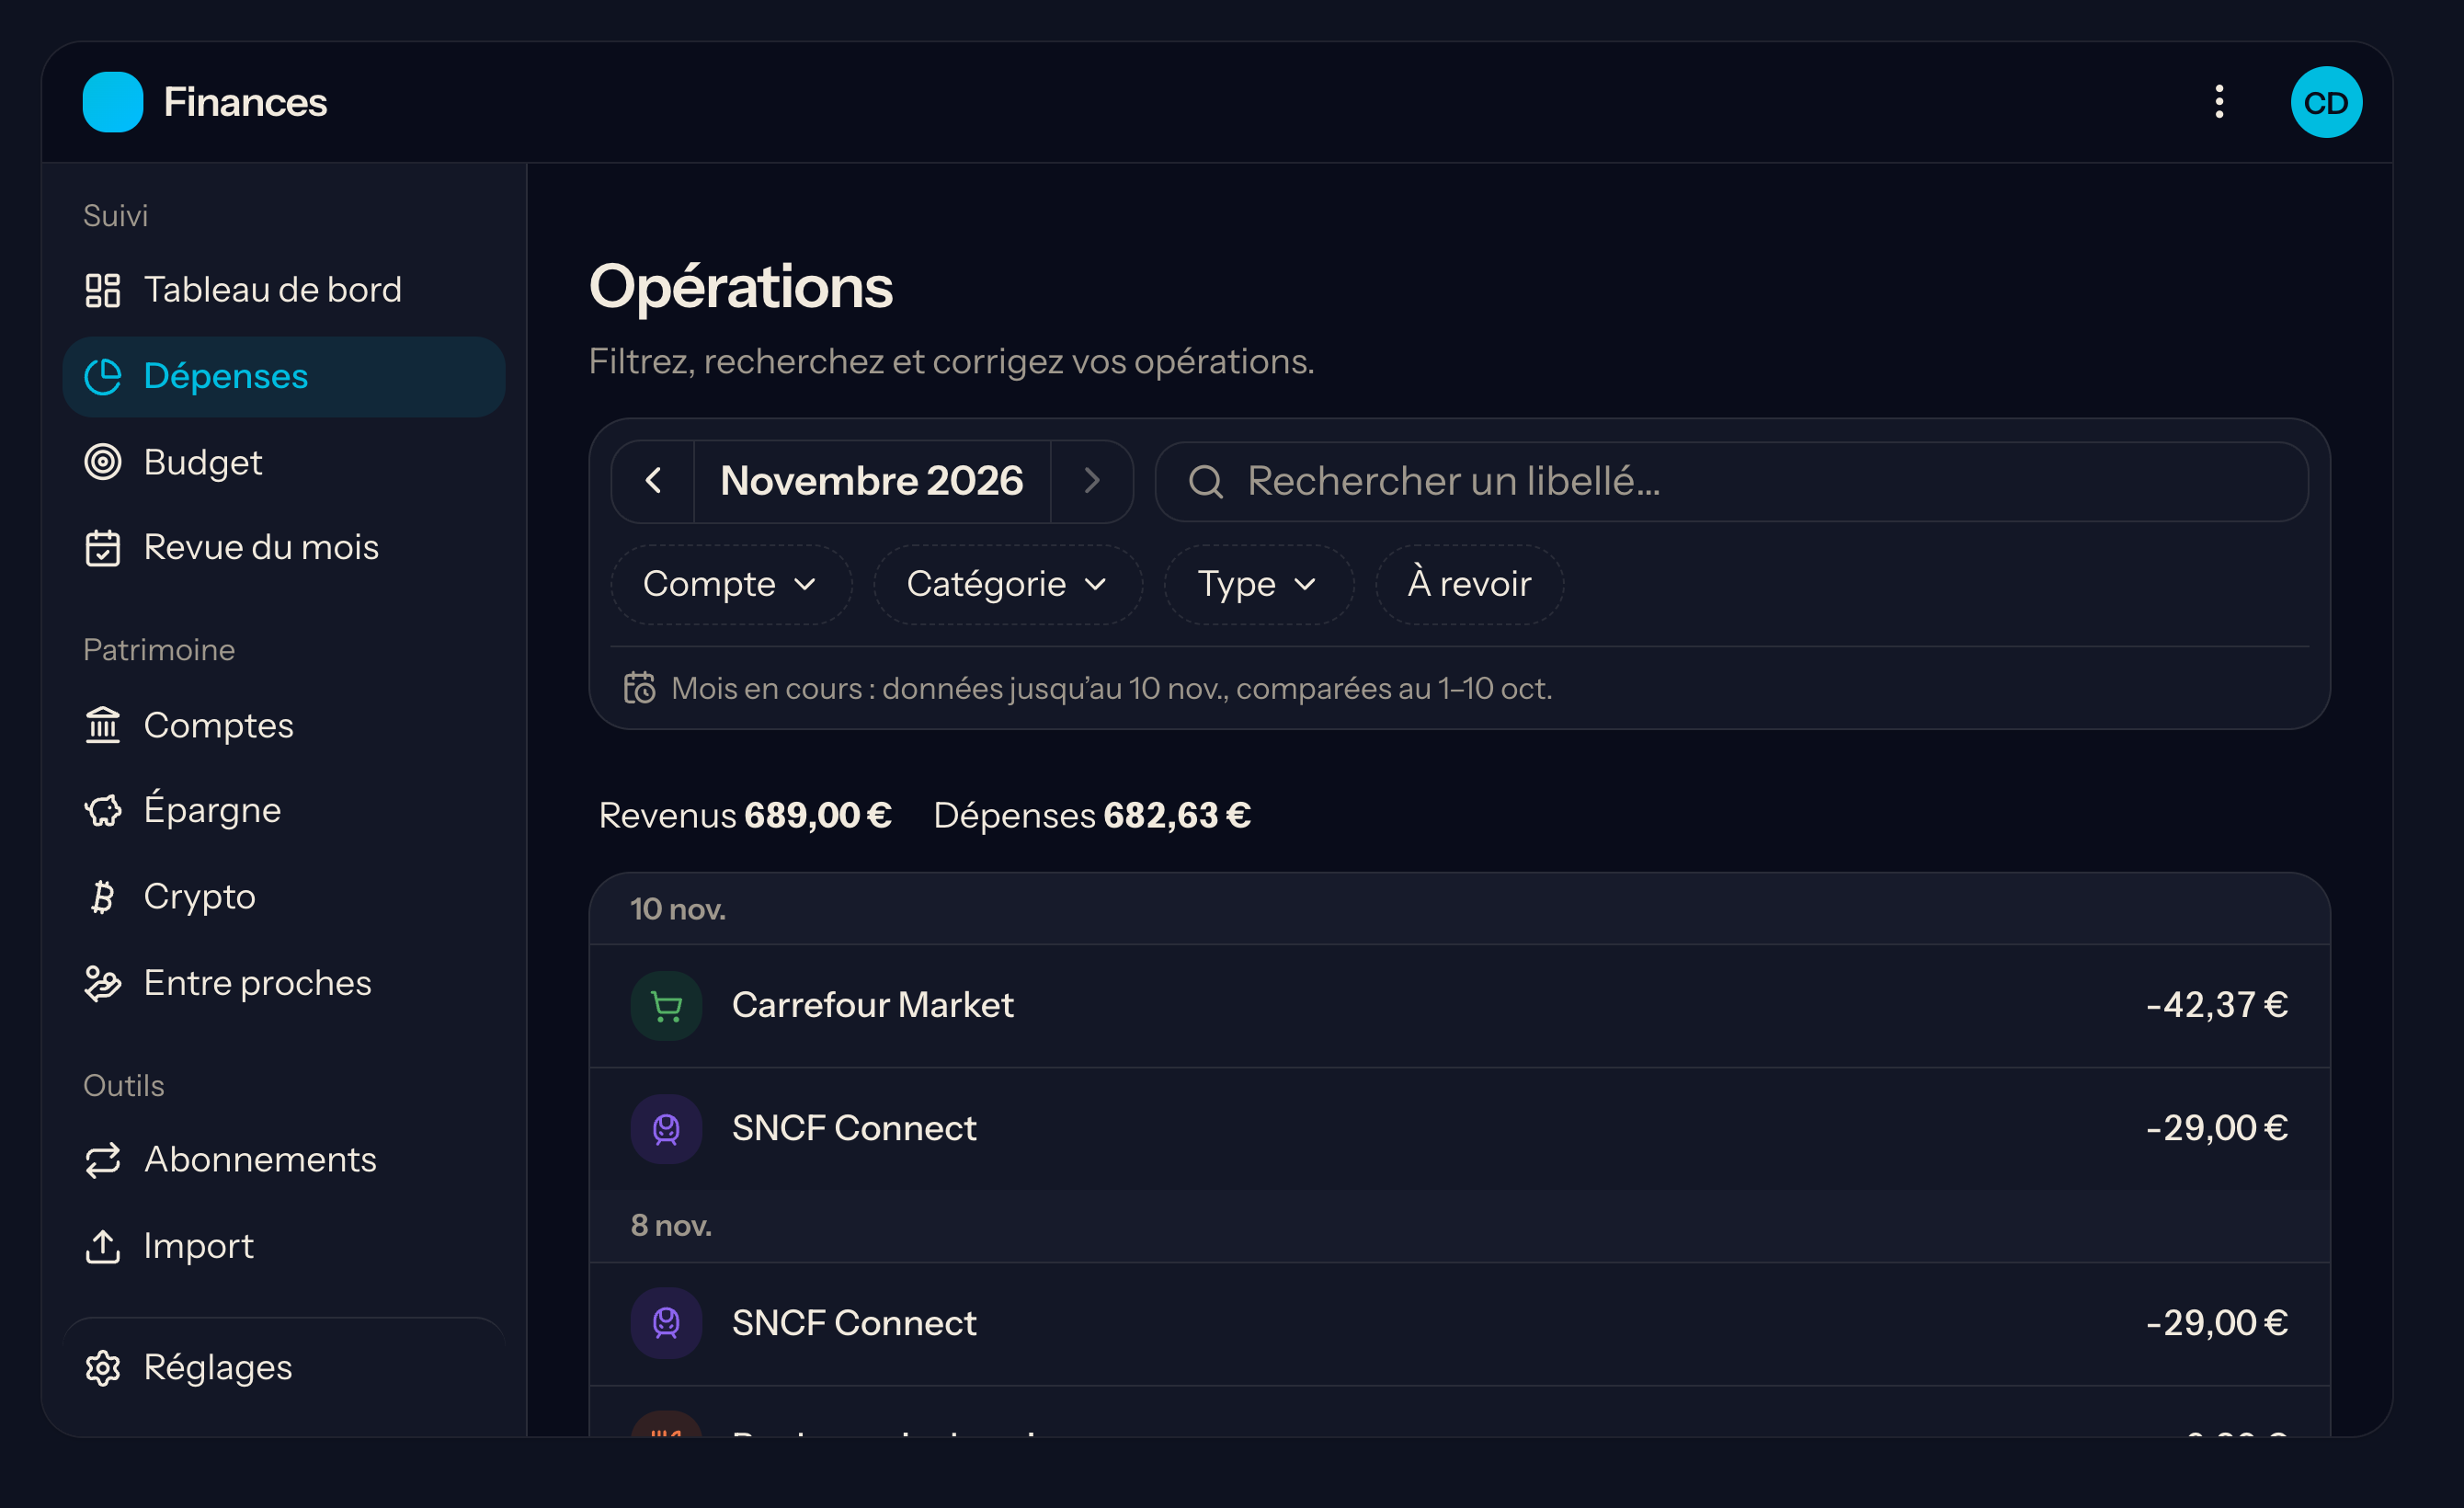 Finances
CD
Suivi
Tableau de bord
Dépenses
Budget
Revue du mois
Patrimoine
Comptes
Épargne
Crypto
Entre proches
Outils
Abonnements
Import
Réglages
Opérations
Filtrez, recherchez et corrigez vos opérations.
Novembre 2026
Rechercher un libellé…
Compte
Catégorie
Type
À revoir
Mois en cours : données jusqu’au 10 nov., comparées au 1–10 oct.
Revenus 689,00 € Dépenses 682,63 €
10 nov.
Carrefour Market -42,37 €
SNCF Connect -29,00 €
8 nov.
SNCF Connect -29,00 €